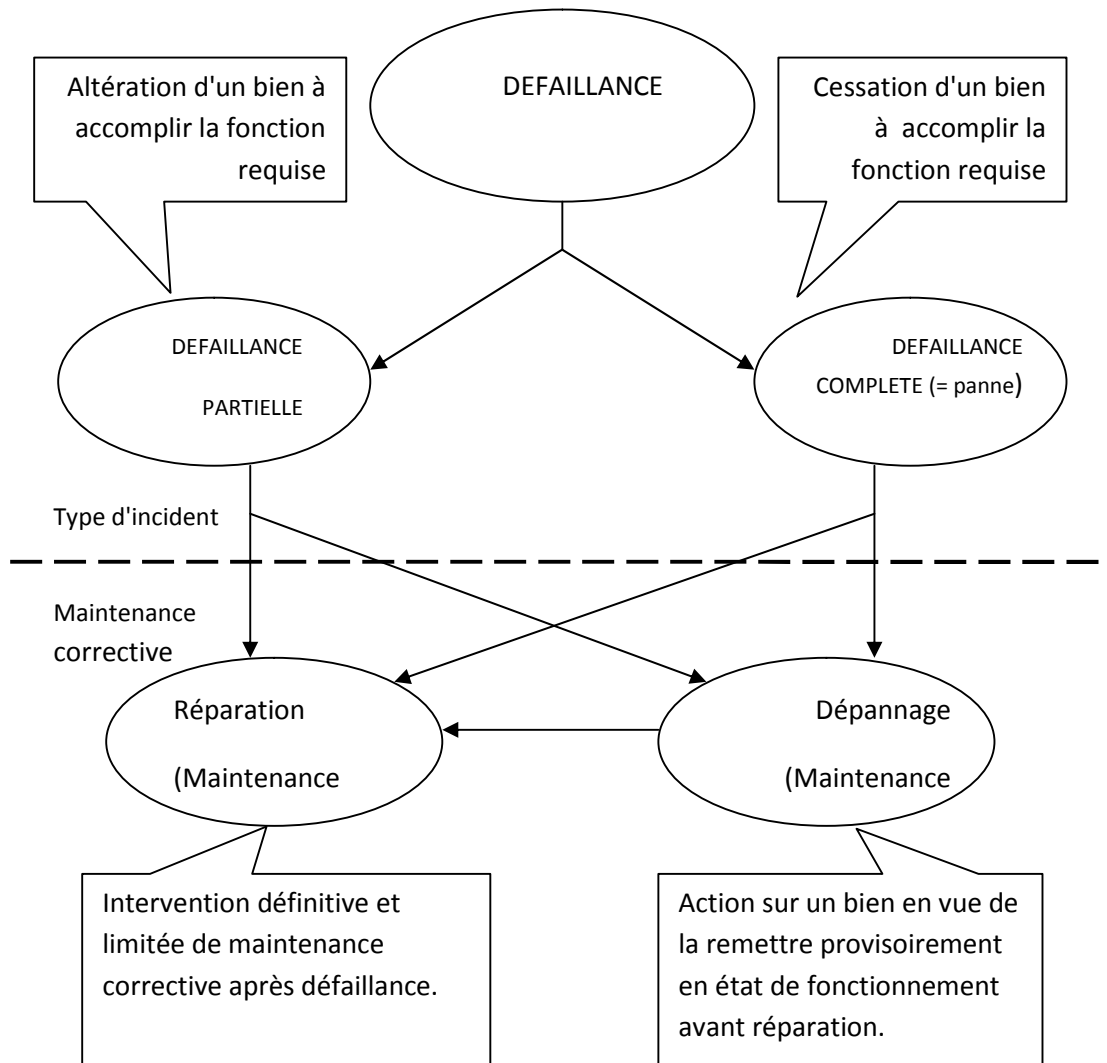 DEFAILLANCE
Altération d'un bien à
accomplir la fonction
requise
Cessation d'un bien
à accomplir la
fonction requise
DEFAILLANCE
PARTIELLE
DEFAILLANCE
COMPLETE (= panne)
Type d'incident
Maintenance
corrective
Réparation
(Maintenance
Dépannage
(Maintenance
Intervention définitive et
limitée de maintenance
corrective après défaillance.
Action sur un bien en vue de
la remettre provisoirement
en état de fonctionnement
avant réparation.